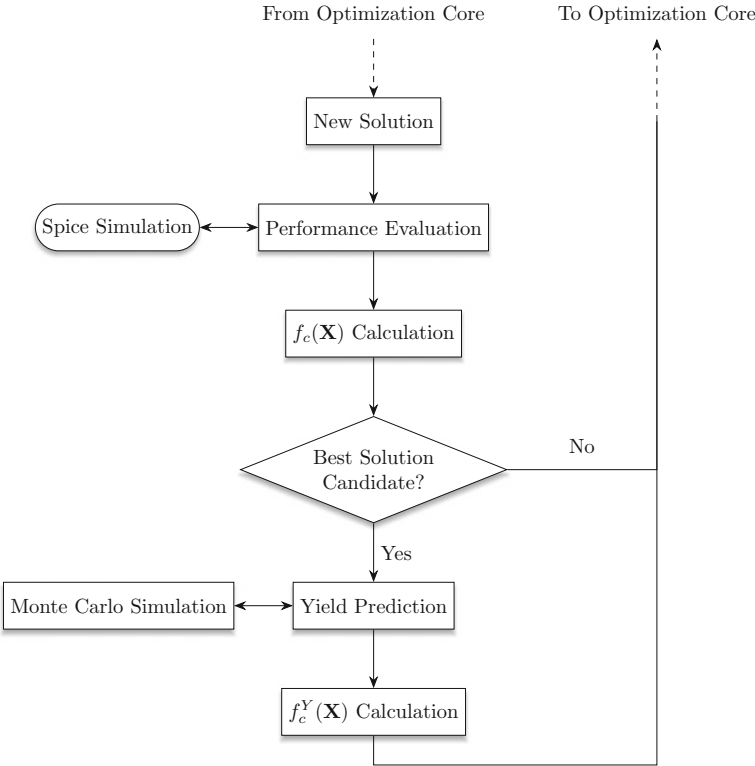 From Optimization Core
To Optimization Core
New Solution
Spice Simulation
Performance Evaluation
f_c(X) Calculation
Best Solution
Candidate?
No
Yes
Monte Carlo Simulation
Yield Prediction
f_c^Y(X) Calculation